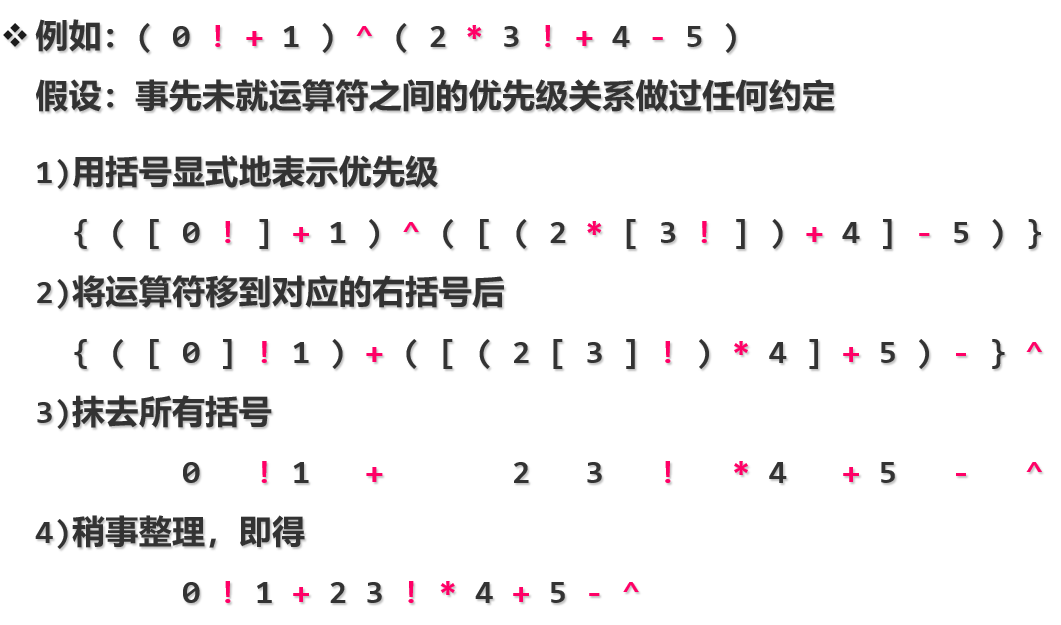 ❖ 例如：( 0 ! + 1 ) ^ ( 2 * 3 ! + 4 - 5 )
假设：事先未就运算符之间的优先级关系做过任何约定
1)用括号显式地表示优先级
{ ( [ 0 ! ] + 1 ) ^ ( [ ( 2 * [ 3 ! ] ) + 4 ] - 5 ) }
2)将运算符移到对应的右括号后
{ ( [ 0 ] ! 1 ) + ( [ ( 2 [ 3 ] ! ) * 4 ] + 5 ) - } ^
3)抹去所有括号
0 ! 1 + 2 3 ! * 4 + 5 - ^
4)稍事整理，即得
0 ! 1 + 2 3 ! * 4 + 5 - ^